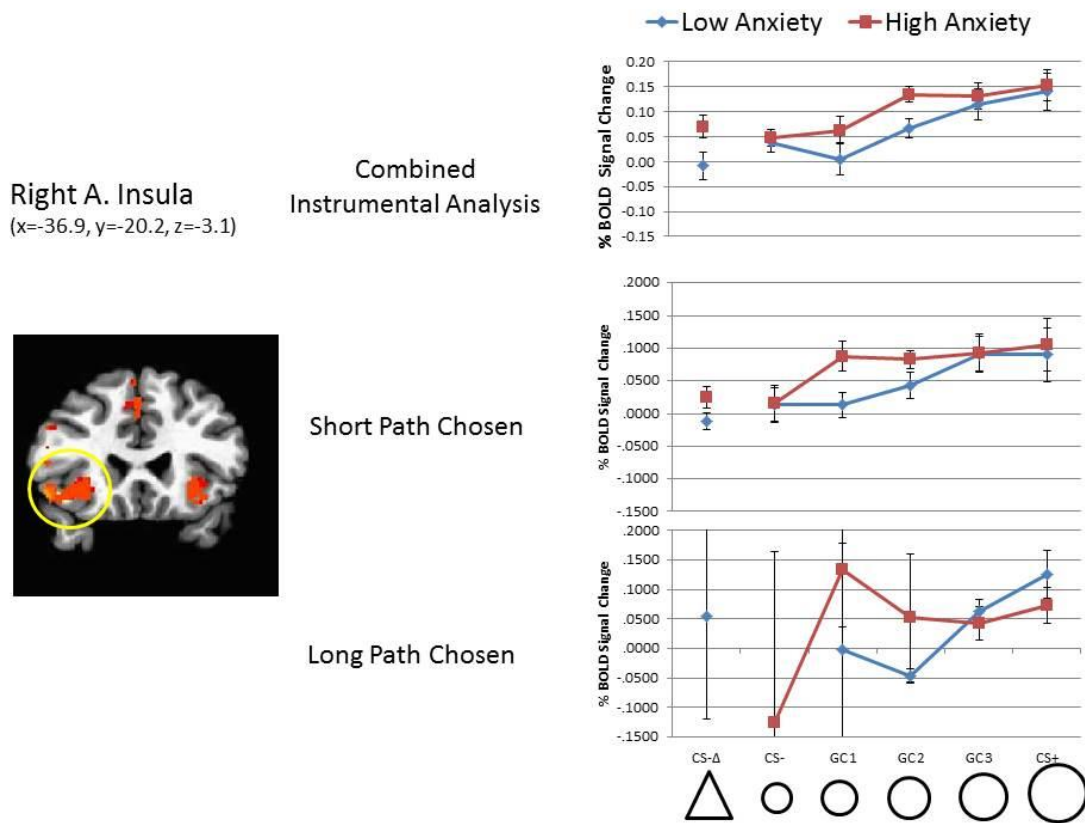 Low Anxiety High Anxiety
Right A. Insula
(x=-36.9, y=-20.2, z=-3.1)
Combined
Instrumental Analysis
% BOLD Signal Change
0.20
0.15
0.10
0.05
0.00
-0.05
-0.10
-0.15
Short Path Chosen
% BOLD Signal Change
.2000
.1500
.1000
.0500
.0000
-.0500
-.1000
-.1500
Long Path Chosen
% BOLD Signal Change
.2000
.1500
.1000
.0500
.0000
-.0500
-.1000
-.1500
CS-Δ CS- GC1 GC2 GC3 CS+